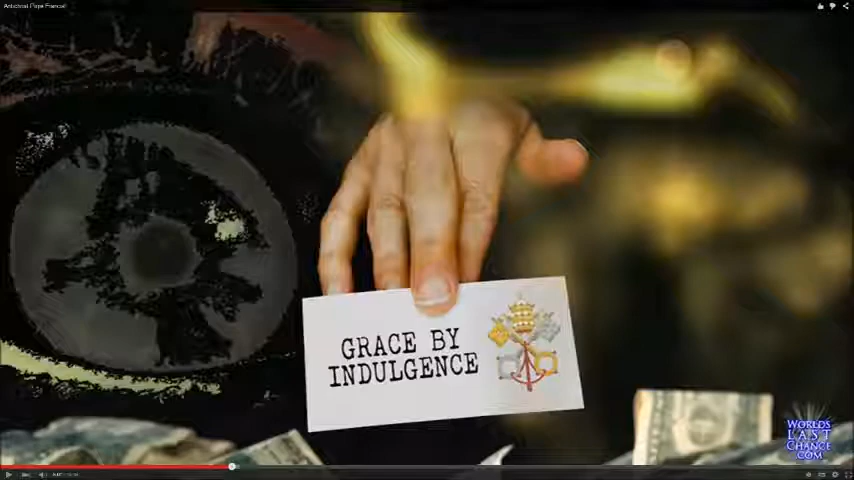 Antichrist Pope Francis!
GRACE BY
INDULGENCE
WORLDS
LAST
CHANCE
.COM